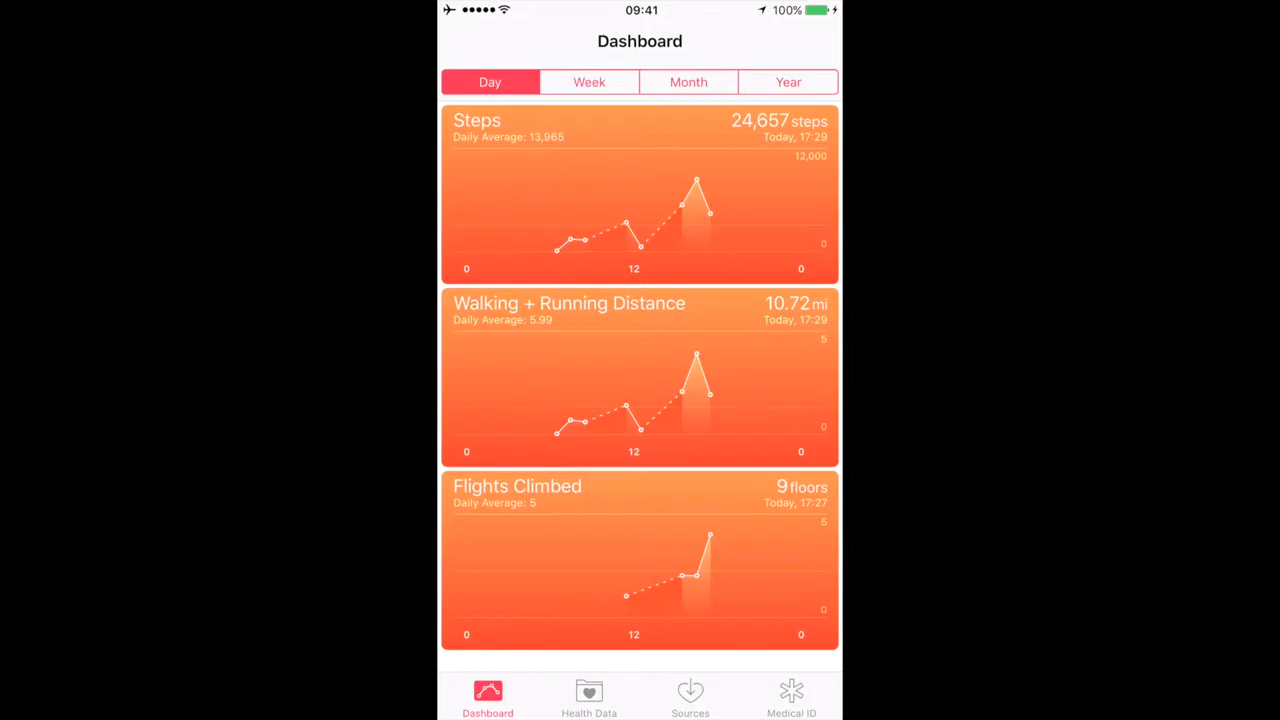 09:41
100%
Dashboard
Day Week Month Year
Steps 24,657 steps
Daily Average: 13,965 Today, 17:29
12,000
0
0 12 0
Walking + Running Distance 10.72 mi
Daily Average: 5.99 Today, 17:29
5
0
0 12 0
Flights Climbed 9 floors
Daily Average: 5 Today, 17:27
6
0
0 12 0
Dashboard Health Data Sources Medical ID